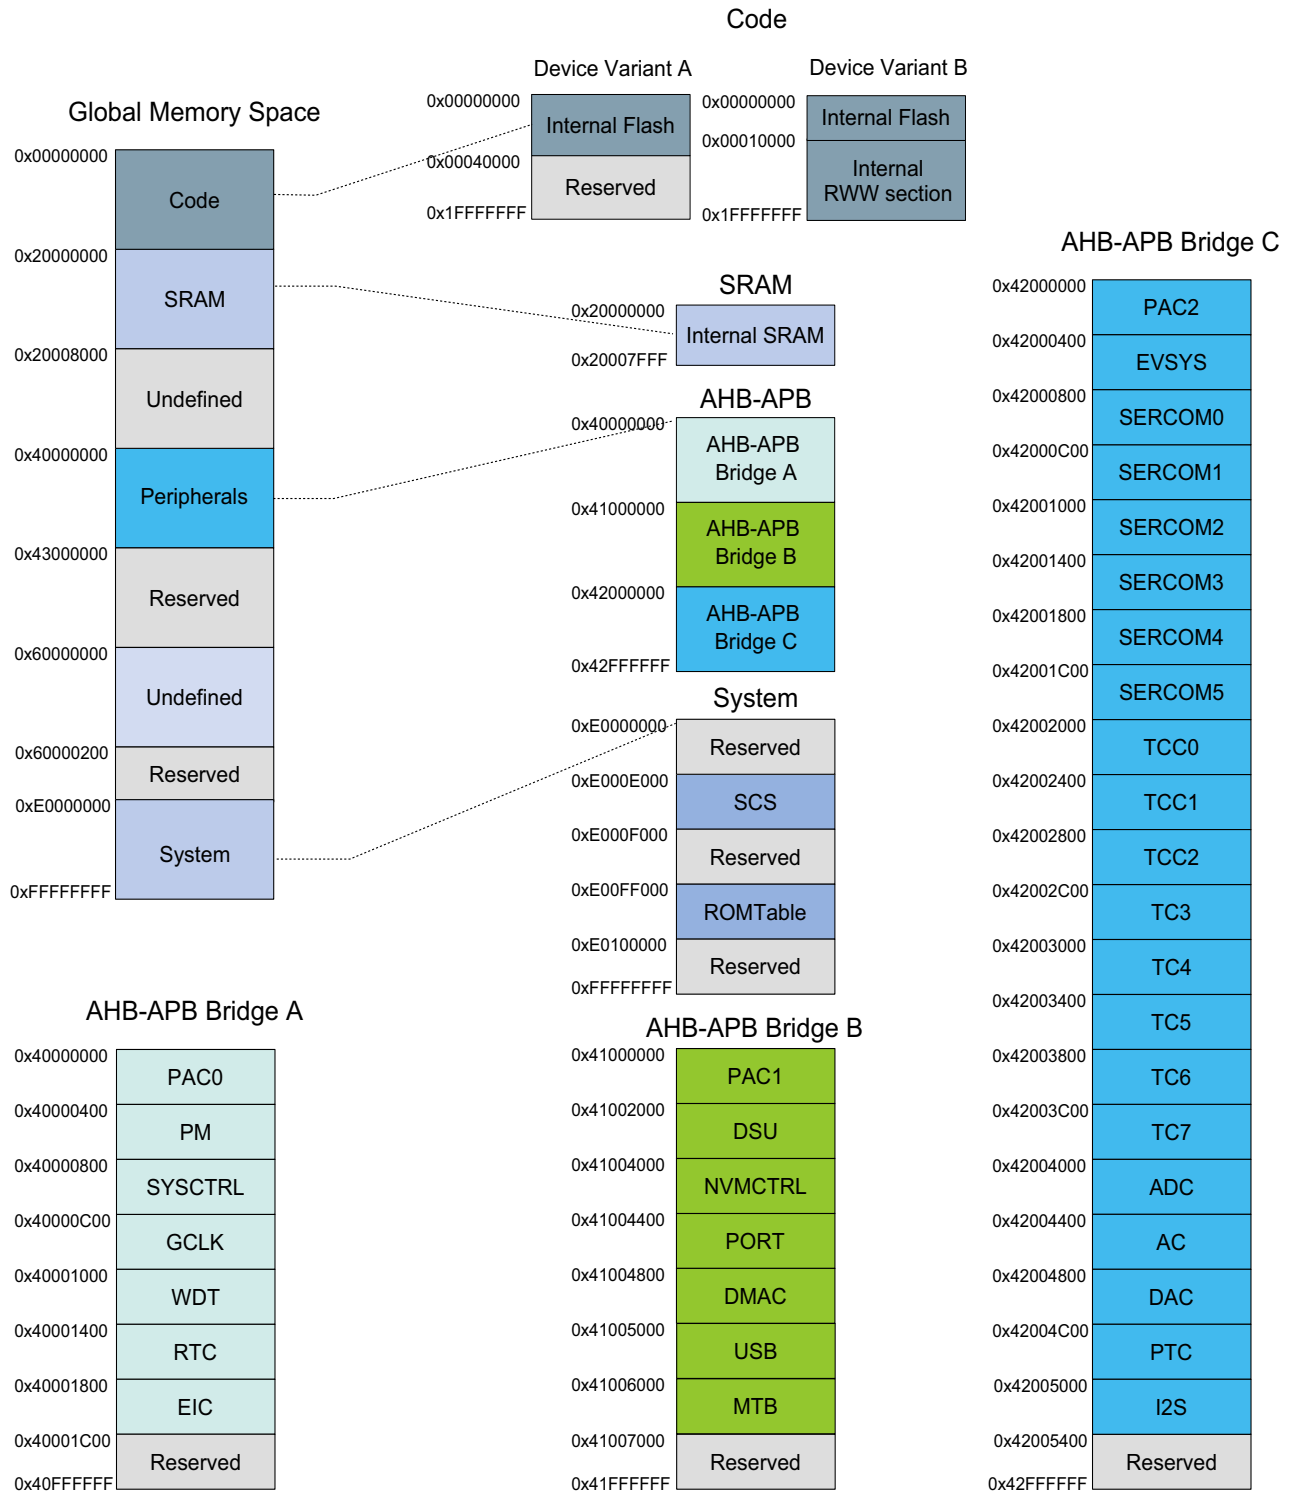 Code
Device Variant A
0x00000000
Internal Flash
0x00040000
Reserved
0x1FFFFFFF
Device Variant B
0x00000000
Internal Flash
0x00010000
Internal
RWW section
0x1FFFFFFF
Global Memory Space
0x00000000
Code
0x20000000
SRAM
0x20008000
Undefined
0x40000000
Peripherals
0x43000000
Reserved
0x60000000
Undefined
0x60000200
Reserved
0xE0000000
System
0xFFFFFFFF
SRAM
0x20000000
Internal SRAM
0x20007FFF
AHB-APB
0x40000000
AHB-APB
Bridge A
0x41000000
AHB-APB
Bridge B
0x42000000
AHB-APB
Bridge C
0x42FFFFFF
System
0xE0000000
Reserved
0xE000E000
SCS
0xE000F000
Reserved
0xE00FF000
ROMTable
0xE0100000
Reserved
0xFFFFFFFF
AHB-APB Bridge A
0x40000000
PAC0
0x40000400
PM
0x40000800
SYSCTRL
0x40000C00
GCLK
0x40001000
WDT
0x40001400
RTC
0x40001800
EIC
0x40001C00
Reserved
0x40FFFFFF
AHB-APB Bridge B
0x41000000
PAC1
0x41002000
DSU
0x41004000
NVMCTRL
0x41004400
PORT
0x41004800
DMAC
0x41005000
USB
0x41006000
MTB
0x41007000
Reserved
0x41FFFFFF
AHB-APB Bridge C
0x42000000
PAC2
0x42000400
EVSYS
0x42000800
SERCOM0
0x42000C00
SERCOM1
0x42001000
SERCOM2
0x42001400
SERCOM3
0x42001800
SERCOM4
0x42001C00
SERCOM5
0x42002000
TCC0
0x42002400
TCC1
0x42002800
TCC2
0x42002C00
TC3
0x42003000
TC4
0x42003400
TC5
0x42003800
TC6
0x42003C00
TC7
0x42004000
ADC
0x42004400
AC
0x42004800
DAC
0x42004C00
PTC
0x42005000
I2S
0x42005400
Reserved
0x42FFFFFF